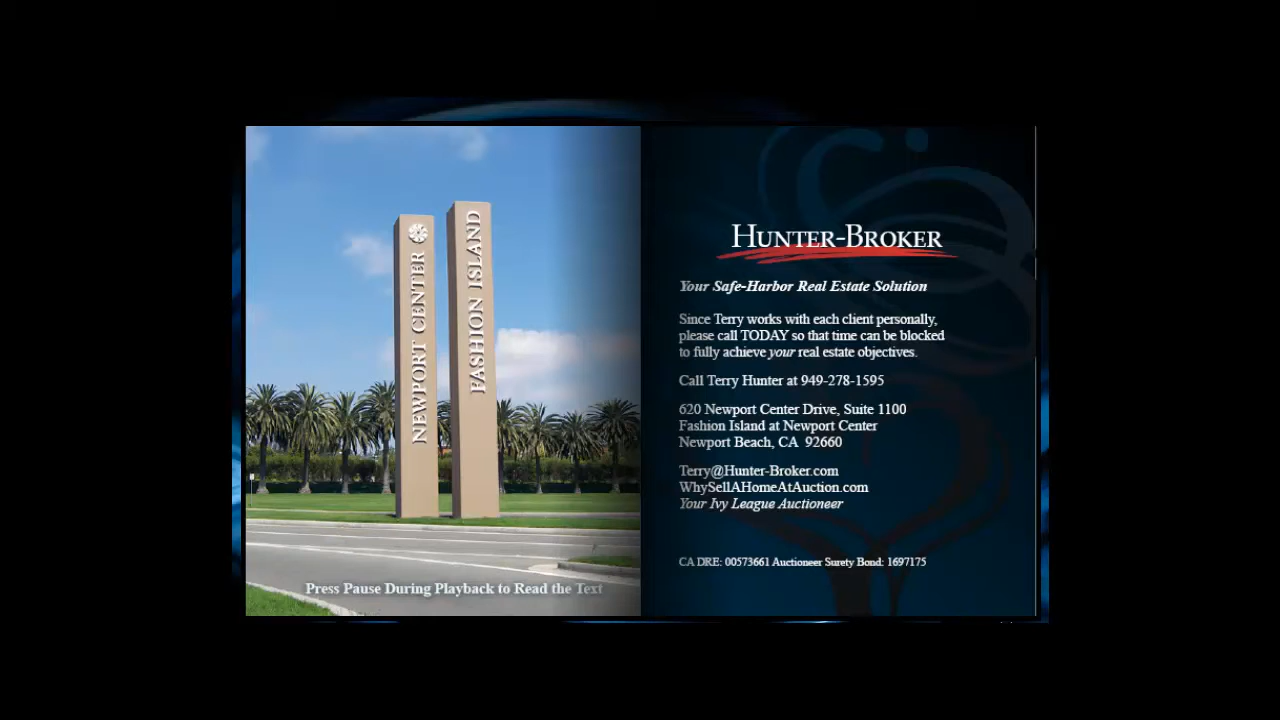 NEWPORT CENTER
FASHION ISLAND
Press Pause During Playback to Read the Text
HUNTER-BROKER
Your Safe-Harbor Real Estate Solution
Since Terry works with each client personally,
please call TODAY so that time can be blocked
to fully achieve your real estate objectives.
Call Terry Hunter at 949-278-1595
620 Newport Center Drive, Suite 1100
Fashion Island at Newport Center
Newport Beach, CA 92660
Terry@Hunter-Broker.com
WhySellAHomeAtAuction.com
Your Ivy League Auctioneer
CA DRE: 00573661 Auctioneer Surety Bond: 1697175